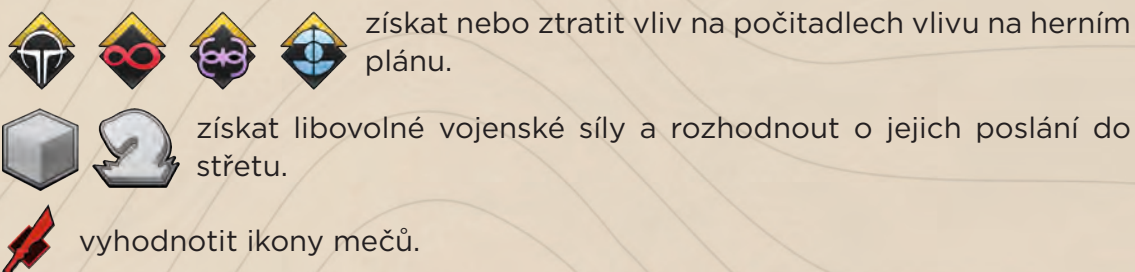 získat nebo ztratit vliv na počitadlech vlivu na herním
plánu.
získat libovolné vojenské síly a rozhodnout o jejich poslání do
střetu.
vyhodnotit ikony mečů.